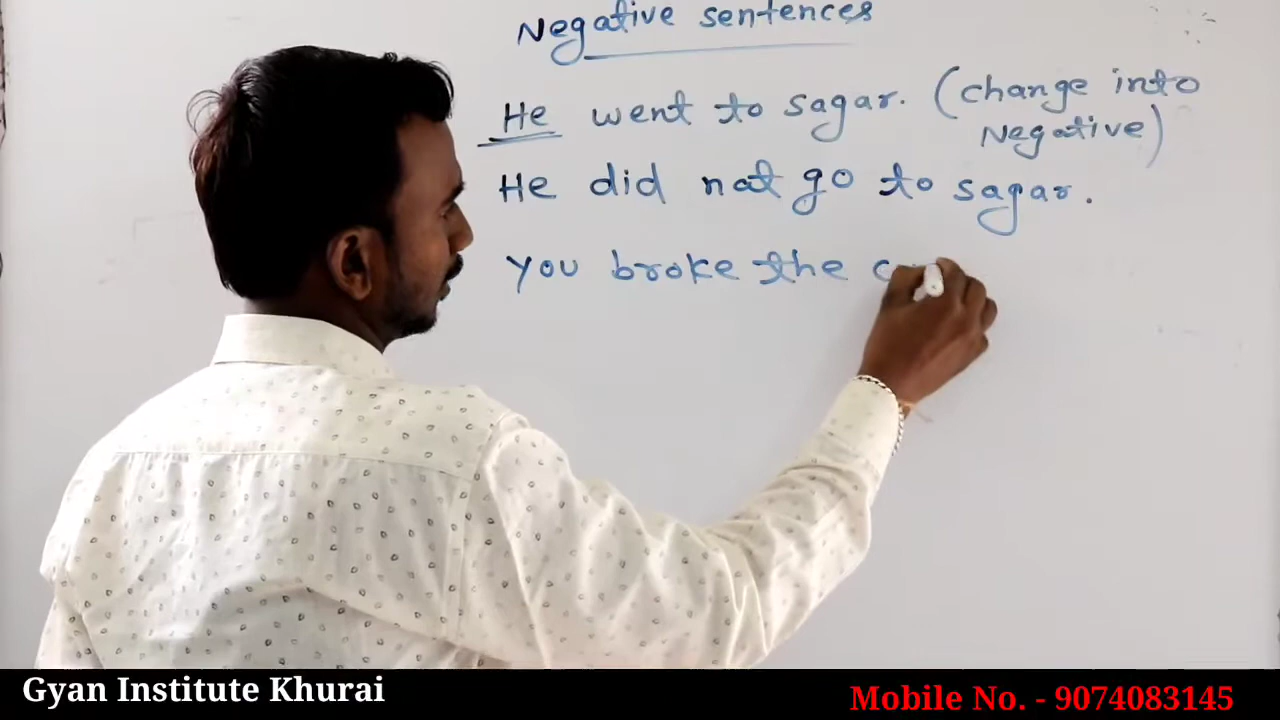 Negative sentences
He went to sagar. (change into
Negative)
He did not go to sagar.
You broke the
Gyan Institute Khurai
Mobile No. - 9074083145